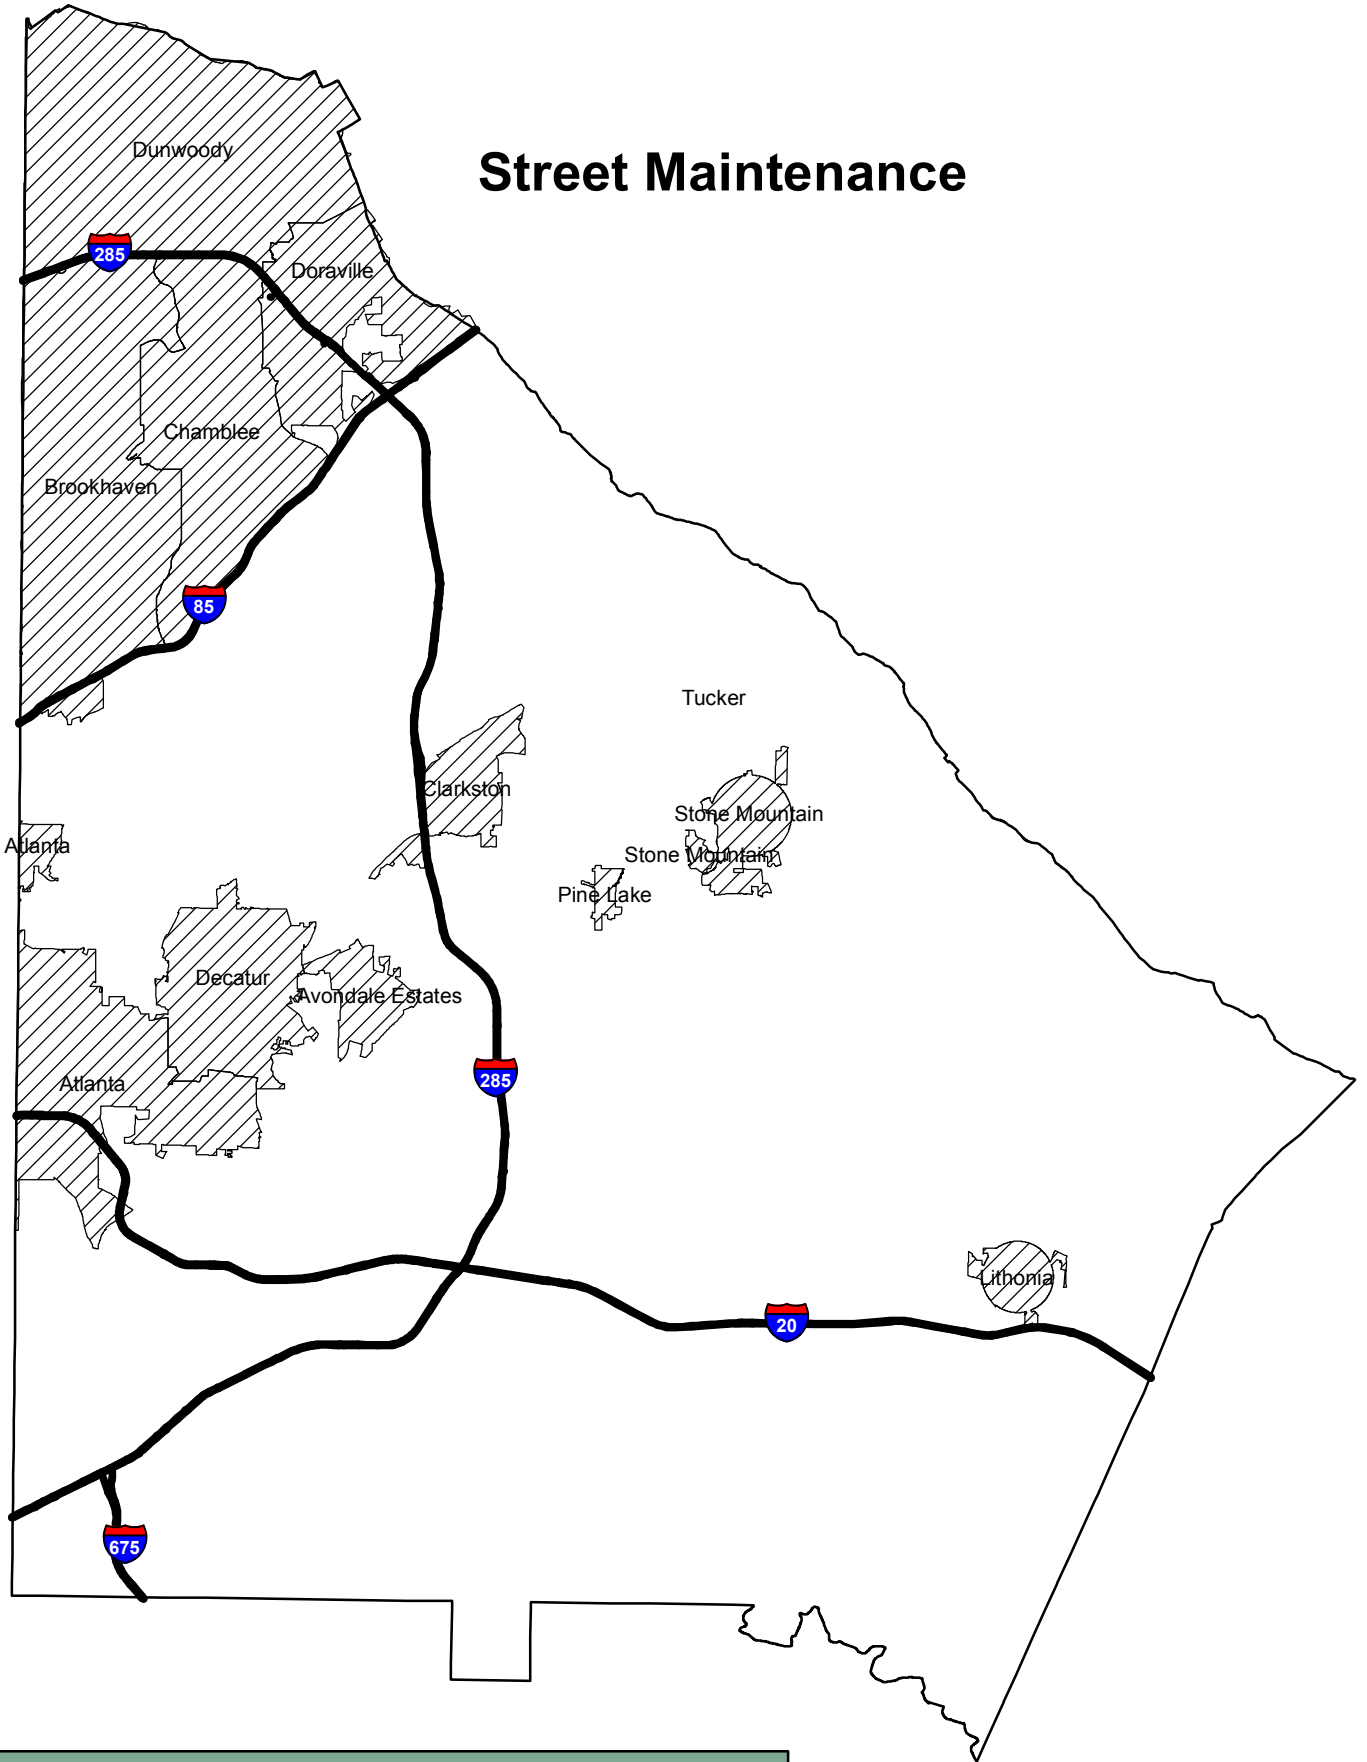 Dunwoody
Street Maintenance
285
Doraville
Chamblee
Brookhaven
85
Tucker
Clarkston
Stone Mountain
Atlanta
Stone Mountain
Pine Lake
Decatur
Avondale Estates
285
Atlanta
Lithonia
20
675